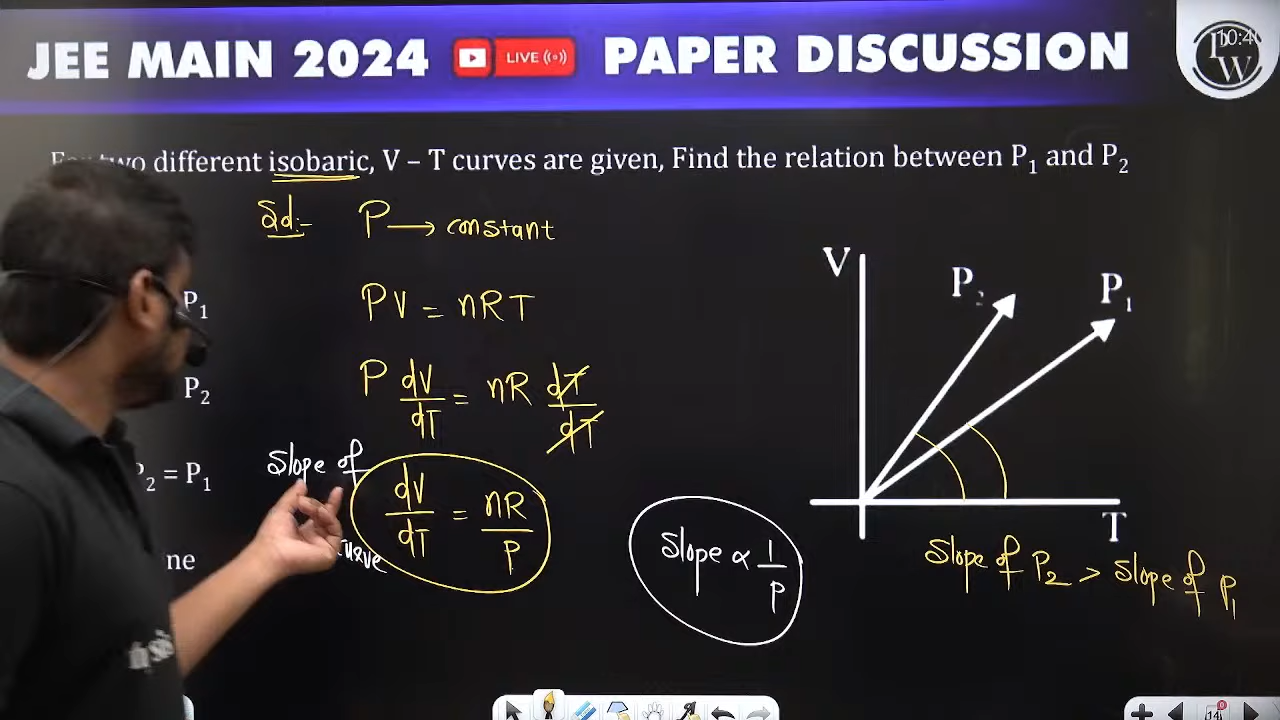 JEE MAIN 2024 LIVE PAPER DISCUSSION
two different isobaric, V – T curves are given, Find the relation between P₁ and P₂
Sol:- P → constant
PV = nRT
P dV/dT = nR dT/dT
Slope of
curve
dV/dT = nR/P
Slope ∝ 1/P
V
P₂
P₁
T
Slope of P₂ > Slope of P₁
P₁
P₂
P₂ = P₁
ne